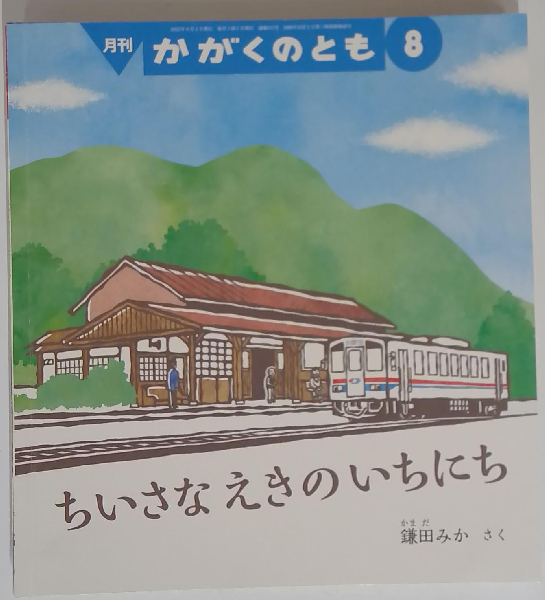 月刊 かがくのとも 8
ちいさなえきのいちにち
かまだ
鎌田みか さく